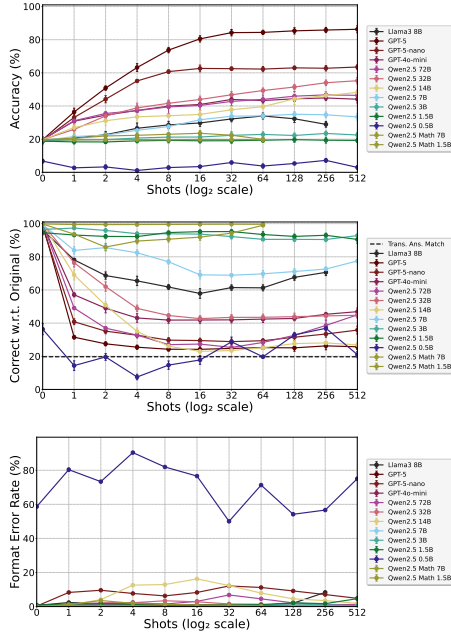 100
80
60
40
20
0
0 1 2 4 8 16 32 64 128 256 512
Accuracy (%)
Shots (log₂ scale)
Llama3 8B
GPT-5
GPT-5-nano
GPT-4o-mini
Qwen2.5 72B
Qwen2.5 32B
Qwen2.5 14B
Qwen2.5 7B
Qwen2.5 3B
Qwen2.5 1.5B
Qwen2.5 0.5B
Qwen2.5 Math 7B
Qwen2.5 Math 1.5B
100
80
60
40
20
0
0 1 2 4 8 16 32 64 128 256 512
Correct w.r.t. Original (%)
Shots (log₂ scale)
Trans. Ans. Match
Llama3 8B
GPT-5
GPT-5-nano
GPT-4o-mini
Qwen2.5 72B
Qwen2.5 32B
Qwen2.5 14B
Qwen2.5 7B
Qwen2.5 3B
Qwen2.5 1.5B
Qwen2.5 0.5B
Qwen2.5 Math 7B
Qwen2.5 Math 1.5B
80
60
40
20
0
0 1 2 4 8 16 32 64 128 256 512
Format Error Rate (%)
Shots (log₂ scale)
Llama3 8B
GPT-5
GPT-5-nano
GPT-4o-mini
Qwen2.5 72B
Qwen2.5 32B
Qwen2.5 14B
Qwen2.5 7B
Qwen2.5 3B
Qwen2.5 1.5B
Qwen2.5 0.5B
Qwen2.5 Math 7B
Qwen2.5 Math 1.5B